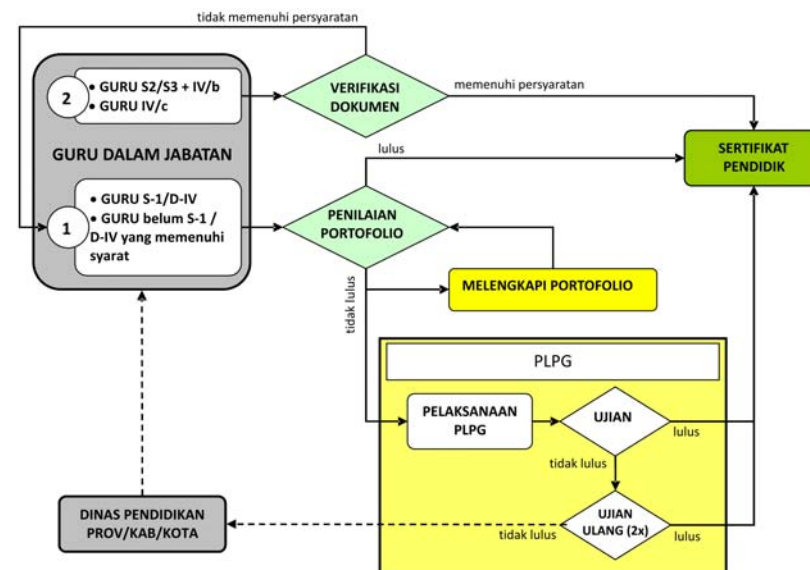 tidak memenuhi persyaratan
2
• GURU S2/S3 + IV/b
• GURU IV/c
VERIFIKASI
DOKUMEN
memenuhi persyaratan
GURU DALAM JABATAN
lulus
SERTIFIKAT
PENDIDIK
1
• GURU S-1/D-IV
• GURU belum S-1 /
D-IV yang memenuhi
syarat
PENILAIAN
PORTOFOLIO
tidak lulus
MELENGKAPI PORTOFOLIO
PLPG
PELAKSANAAN
PLPG
UJIAN
lulus
tidak lulus
DINAS PENDIDIKAN
PROV/KAB/KOTA
UJIAN
ULANG (2x)
tidak lulus
lulus